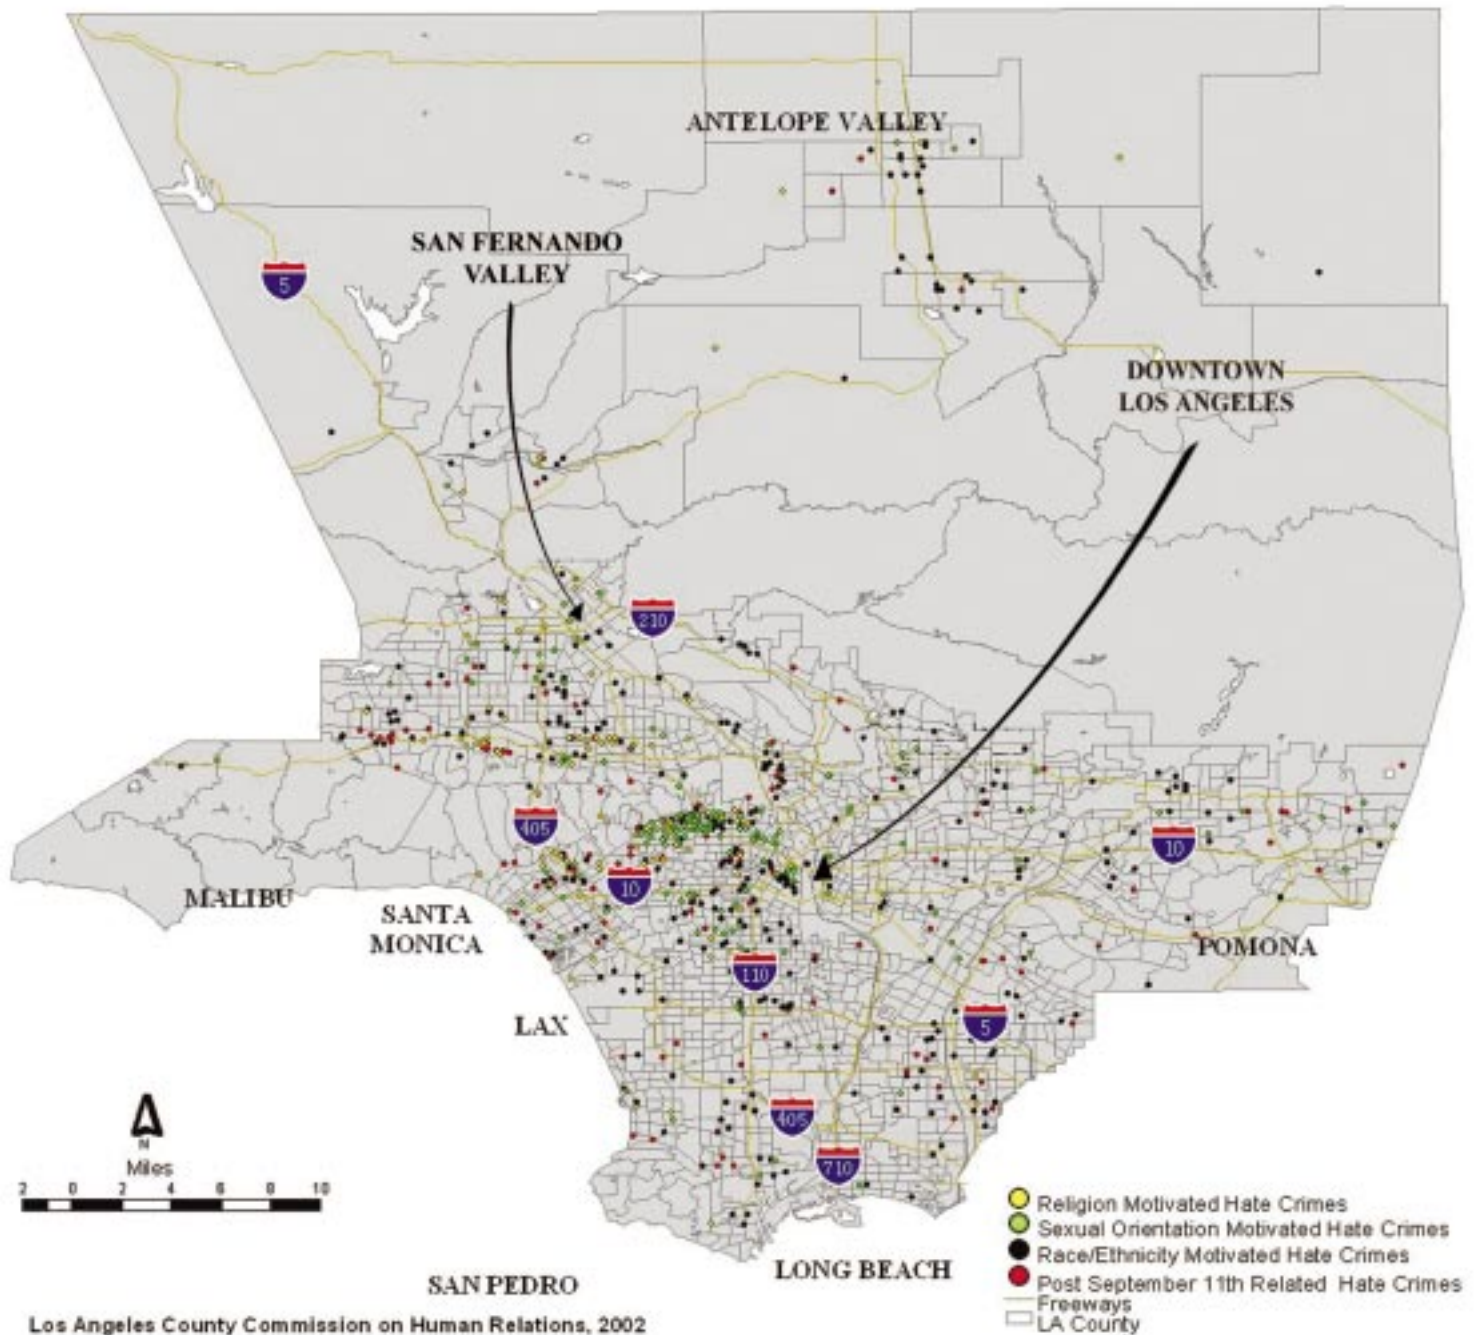 ANTELOPE VALLEY
SAN FERNANDO
VALLEY
5
DOWNTOWN
LOS ANGELES
210
405
10
10
MALIBU
SANTA
MONICA
POMONA
110
LAX
5
405
710
N
Miles
2 0 2 4 6 8 10
Religion Motivated Hate Crimes
Sexual Orientation Motivated Hate Crimes
Race/Ethnicity Motivated Hate Crimes
Post September 11th Related Hate Crimes
Freeways
LA County
LONG BEACH
SAN PEDRO
Los Angeles County Commission on Human Relations, 2002